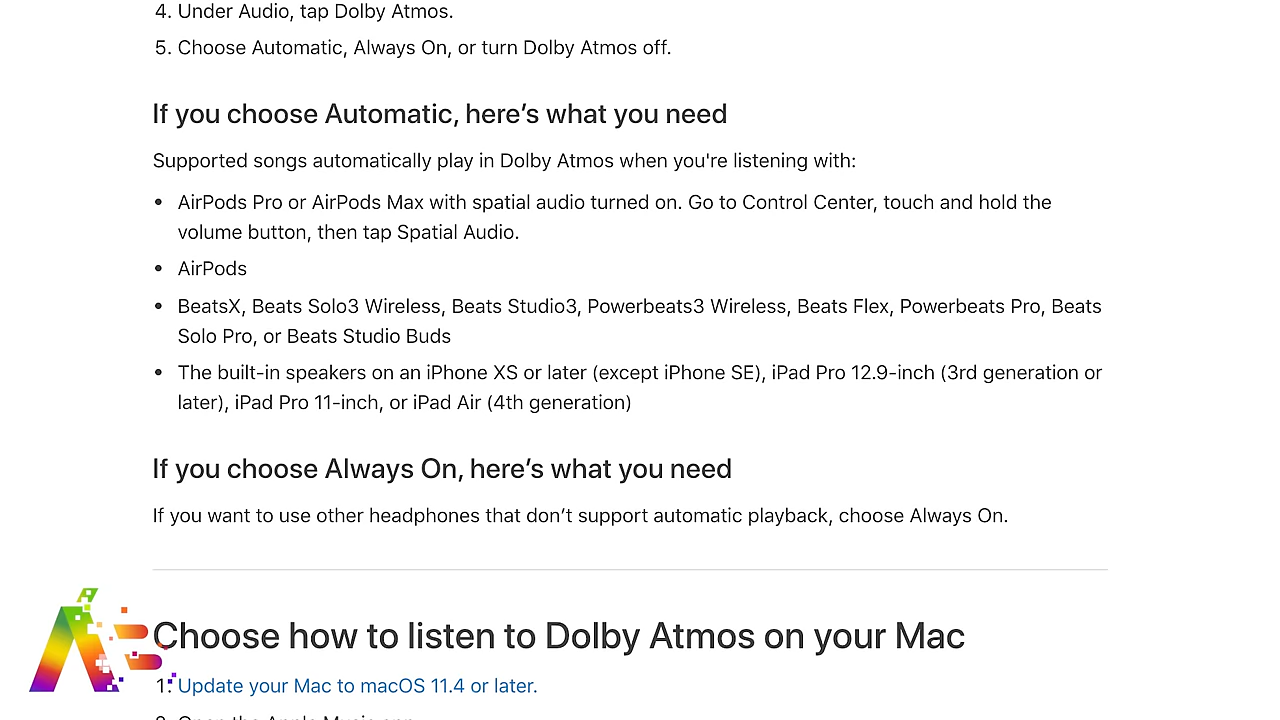 4. Under Audio, tap Dolby Atmos.
5. Choose Automatic, Always On, or turn Dolby Atmos off.
If you choose Automatic, here’s what you need
Supported songs automatically play in Dolby Atmos when you're listening with:
• AirPods Pro or AirPods Max with spatial audio turned on. Go to Control Center, touch and hold the
volume button, then tap Spatial Audio.
• AirPods
• BeatsX, Beats Solo3 Wireless, Beats Studio3, Powerbeats3 Wireless, Beats Flex, Powerbeats Pro, Beats
Solo Pro, or Beats Studio Buds
• The built-in speakers on an iPhone XS or later (except iPhone SE), iPad Pro 12.9-inch (3rd generation or
later), iPad Pro 11-inch, or iPad Air (4th generation)
If you choose Always On, here’s what you need
If you want to use other headphones that don’t support automatic playback, choose Always On.
Choose how to listen to Dolby Atmos on your Mac
1. Update your Mac to macOS 11.4 or later.
2. Open the Apple Music app.